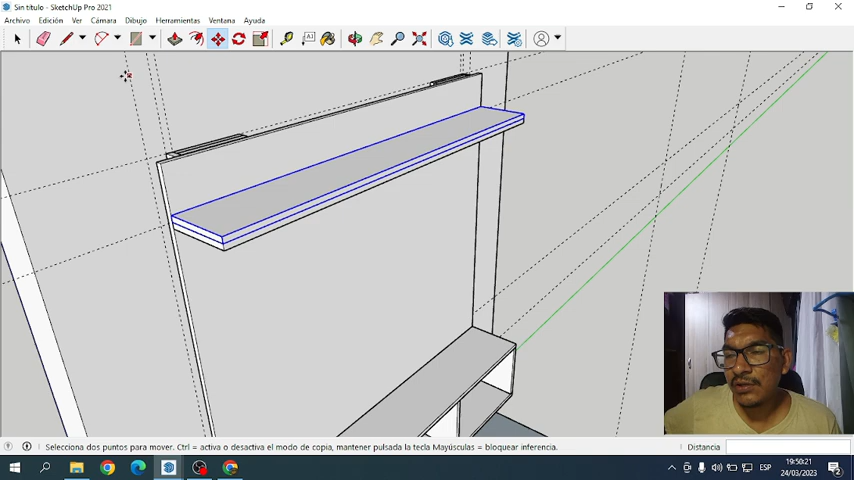 Sin título - SketchUp Pro 2021
Archivo Edición Ver Cámara Dibujo Herramientas Ventana Ayuda
A1
Selecciona dos puntos para mover. Ctrl = activa o desactiva el modo de copia, mantener pulsada la tecla Mayúsculas = bloquear inferencia. Distancia
ESP
19:50:21
24/03/2023
2